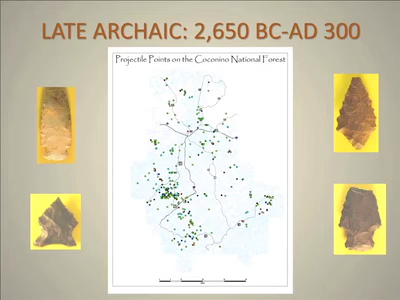 LATE ARCHAIC: 2,650 BC-AD 300
Projectile Points on the Coconino National Forest